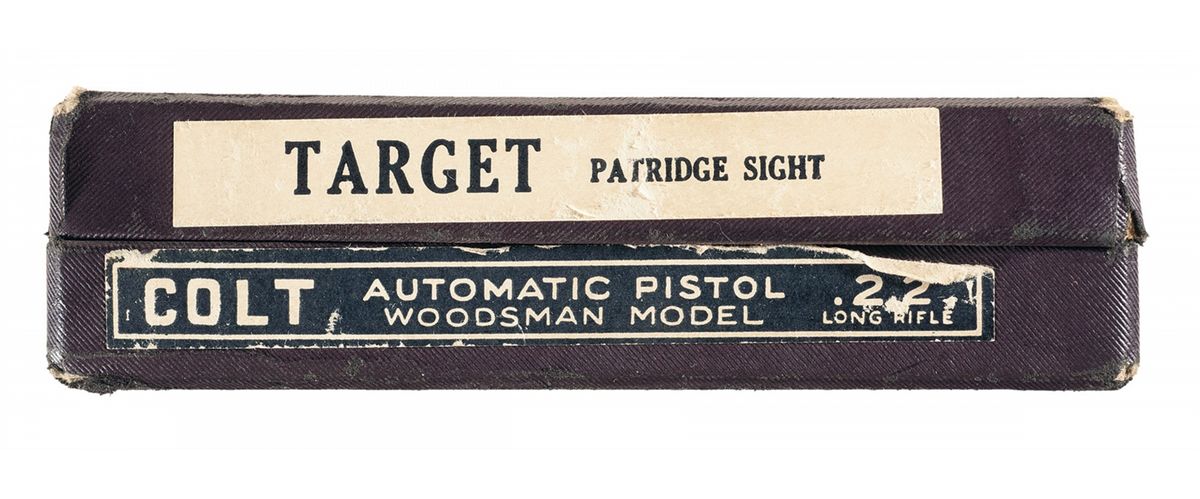 TARGET PATRIDGE SIGHT
COLT AUTOMATIC PISTOL .22
WOODSMAN MODEL LONG RIFLE